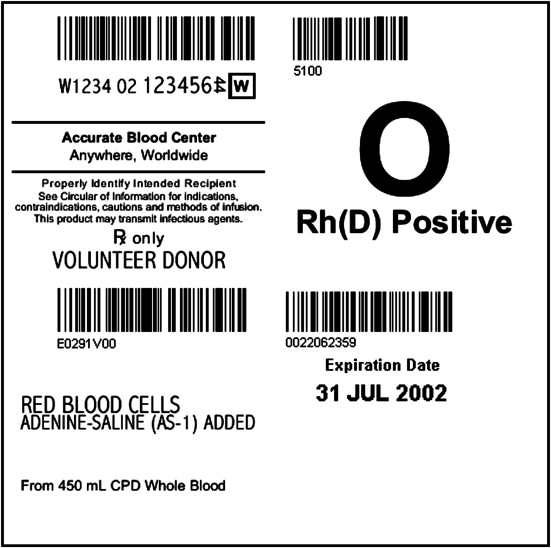 W1234 02 123456 42 W
5100
O
Rh(D) Positive
Accurate Blood Center
Anywhere, Worldwide
Properly Identify Intended Recipient
See Circular of Information for indications,
contraindications, cautions and methods of infusion.
This product may transmit infectious agents.
℞ only
VOLUNTEER DONOR
E0291V00
0022062359
Expiration Date
31 JUL 2002
RED BLOOD CELLS
ADENINE-SALINE (AS-1) ADDED
From 450 mL CPD Whole Blood